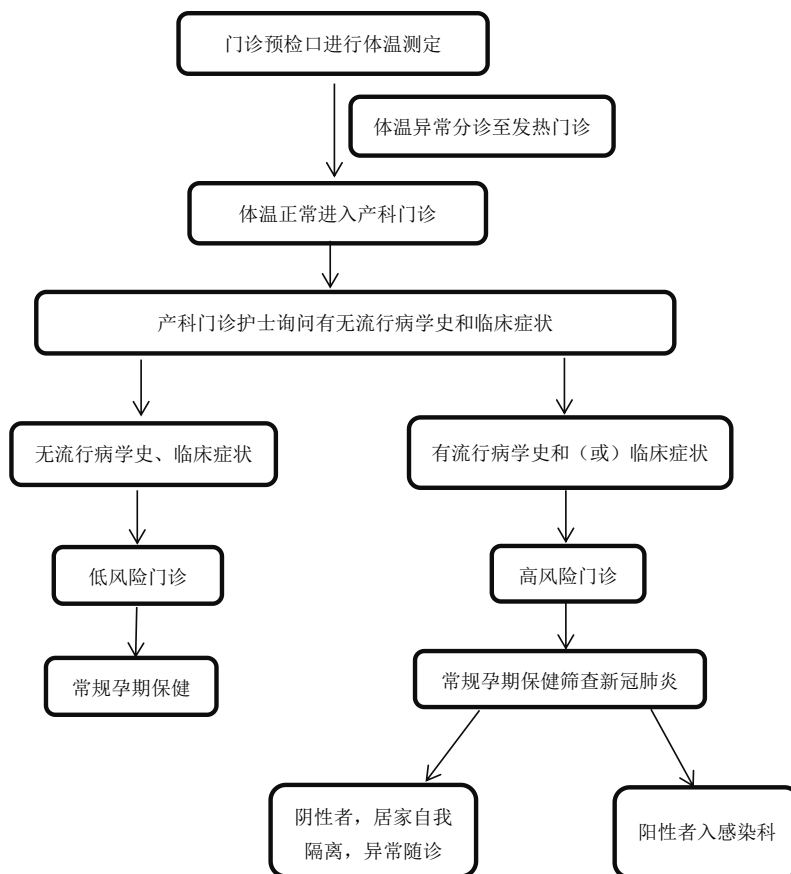 门诊预检口进行体温测定
体温异常分诊至发热门诊
体温正常进入产科门诊
产科门诊护士询问有无流行病学史和临床症状
无流行病学史、临床症状
有流行病学史和（或）临床症状
低风险门诊
高风险门诊
常规孕期保健
常规孕期保健筛查新冠肺炎
阴性者，居家自我
隔离，异常随诊
阳性者入感染科